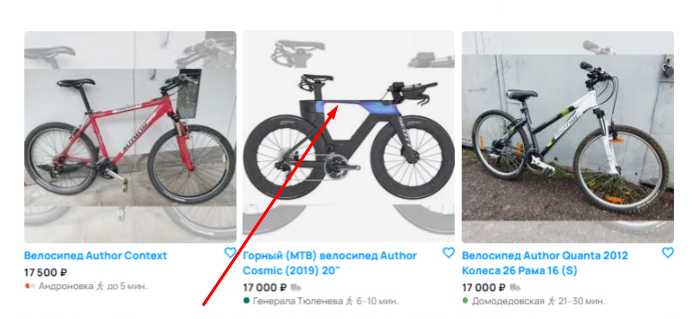 AUTHOR
Велосипед Author Context
17 500 ₽
Андроновка до 5 мин.
Горный (MTB) велосипед Author
Cosmic (2019) 20"
17 000 ₽
Генерала Тюленева 6–10 мин.
Велосипед Author Quanta 2012
Колеса 26 Рама 16 (S)
17 000 ₽
Домодедовская 21–30 мин.